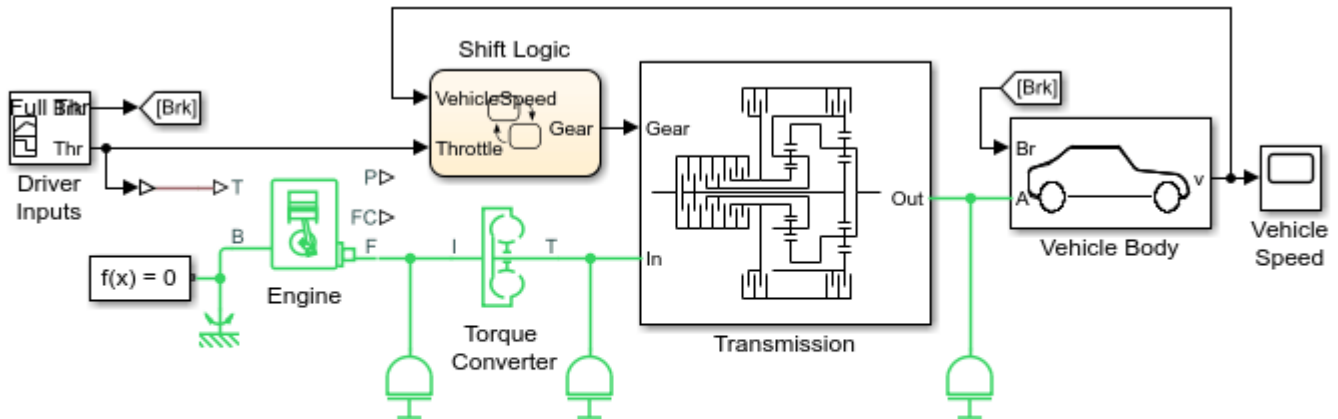 Shift Logic
VehicleSpeed
Gear
Throttle
Thr
[Brk]
Thr
Driver
Inputs
T
P
FC
B
F
f(x) = 0
Engine
I
T
Torque
Converter
Gear
In
Out
Transmission
[Brk]
Br
A
v
Vehicle Body
Vehicle
Speed